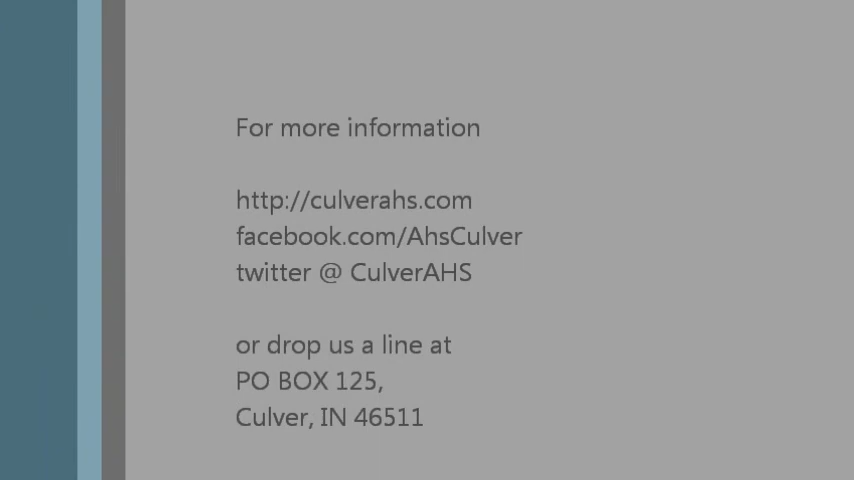 For more information
http://culverahs.com
facebook.com/AhsCulver
twitter @ CulverAHS
or drop us a line at
PO BOX 125,
Culver, IN 46511